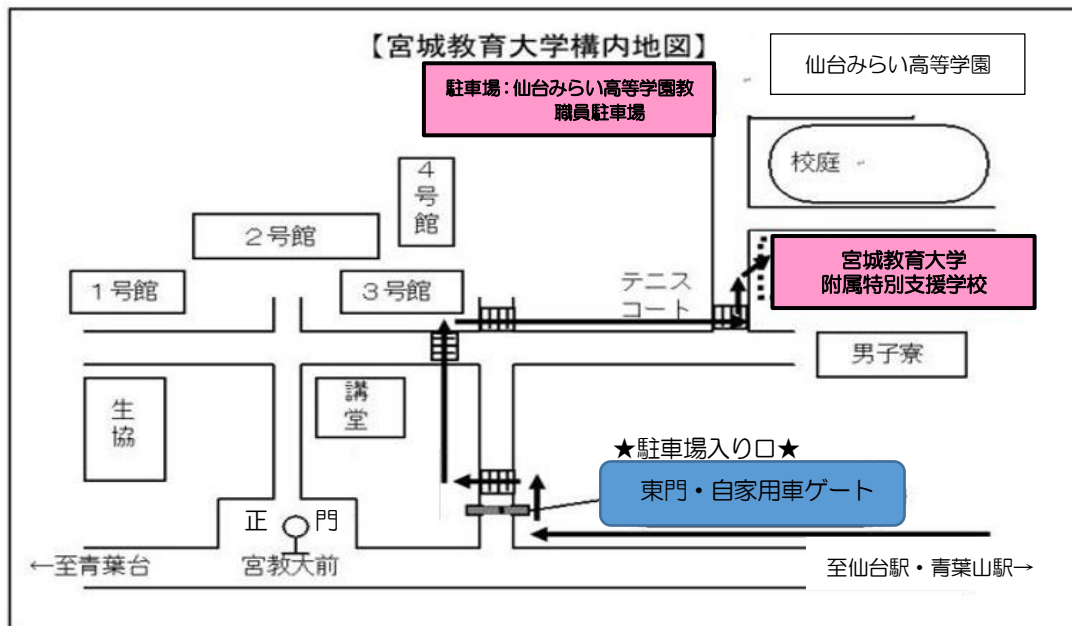 【宮城教育大学構内地図】
仙台みらい高等学園
駐車場:仙台みらい高等学園教
職員駐車場
校庭
4号館
2号館
1号館
3号館
テニス
コート
宮城教育大学
附属特別支援学校
男子寮
生協
講堂
★駐車場入り口★
東門・自家用車ゲート
正門
←至青葉台
宮教大前
至仙台駅・青葉山駅→